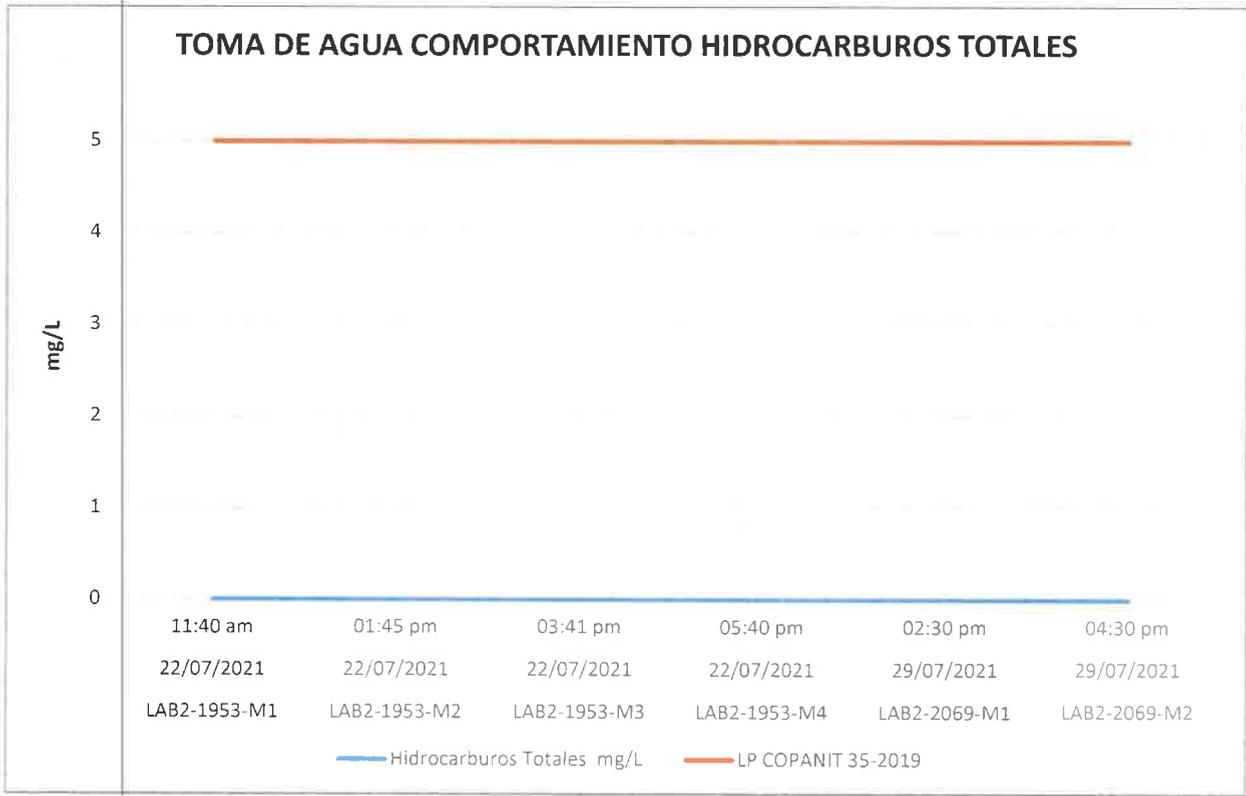 TOMA DE AGUA COMPORTAMIENTO HIDROCARBUROS TOTALES
5
4
3
2
1
0
mg/L
11:40 am 01:45 pm 03:41 pm 05:40 pm 02:30 pm 04:30 pm
22/07/2021 22/07/2021 22/07/2021 22/07/2021 29/07/2021 29/07/2021
LAB2-1953-M1 LAB2-1953-M2 LAB2-1953-M3 LAB2-1953-M4 LAB2-2069-M1 LAB2-2069-M2
Hidrocarburos Totales mg/L LP COPANIT 35-2019